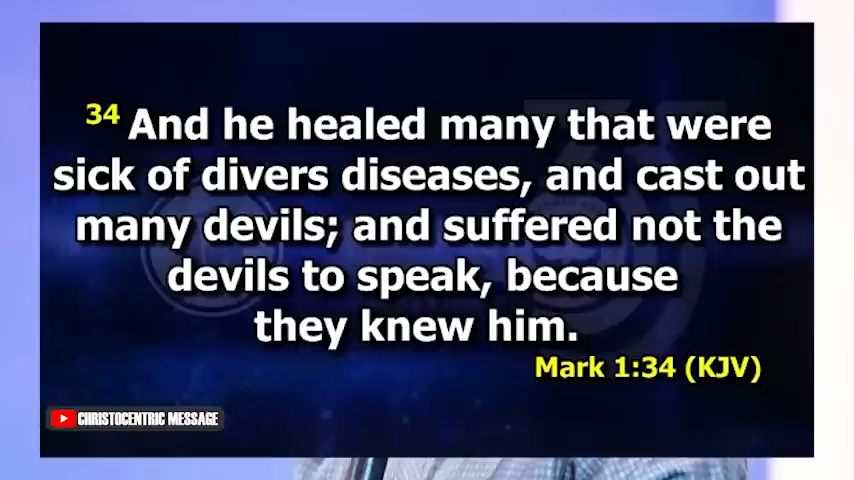 34 And he healed many that were
sick of divers diseases, and cast out
many devils; and suffered not the
devils to speak, because
they knew him.
Mark 1:34 (KJV)
CHRISTOCENTRIC MESSAGE